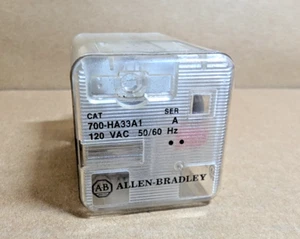 CAT SER
700-HA33A1 A
120 VAC 50/60 Hz
AB ALLEN-BRADLEY